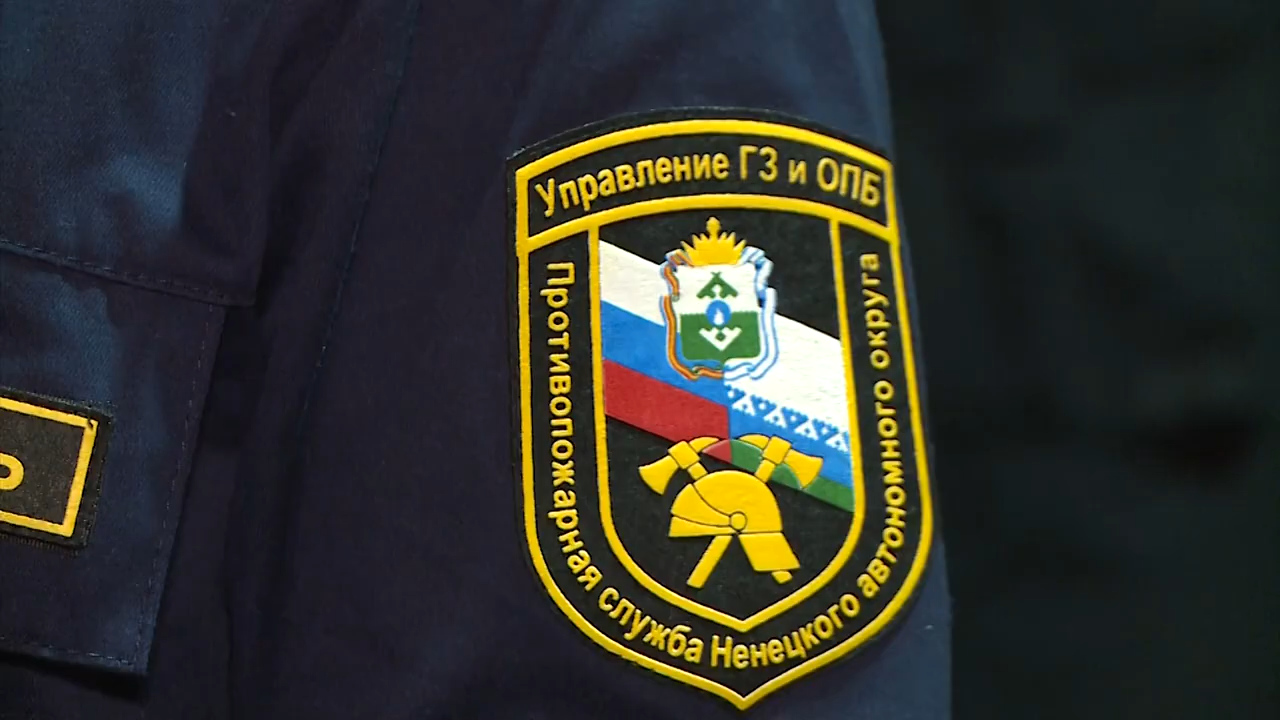 Управление ГЗ и ОПБ
Противопожарная служба Ненецкого автономного округа